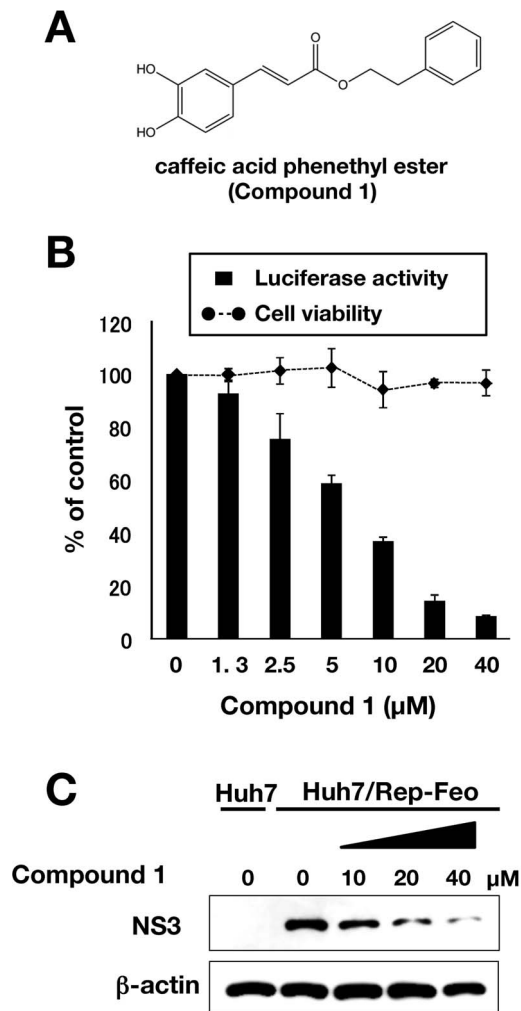 A
HO
HO
O
O
caffeic acid phenethyl ester
(Compound 1)
B
Luciferase activity
Cell viability
120
100
80
60
40
20
0
% of control
0 1. 3 2.5 5 10 20 40
Compound 1 (µM)
C
Huh7 Huh7/Rep-Feo
Compound 1 0 0 10 20 40 µM
NS3
β-actin